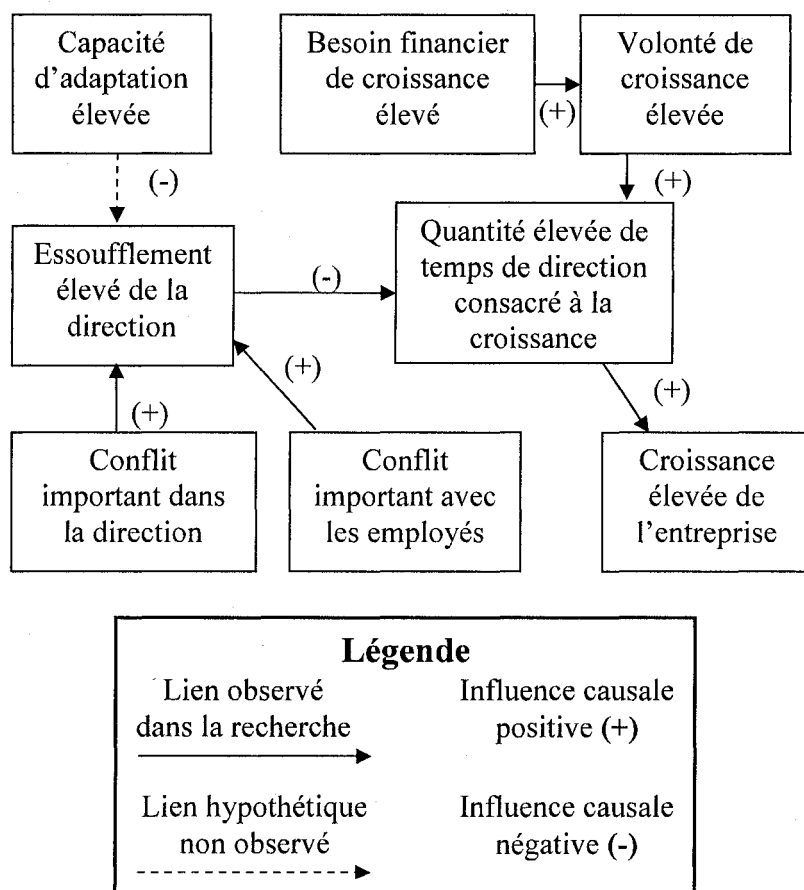 Capacité
d'adaptation
élevée
Besoin financier
de croissance
élevé
(+)
Volonté de
croissance
élevée
(-)
(+)
Essoufflement
élevé de la
direction
(-)
Quantité élevée de
temps de direction
consacré à la
croissance
(+)
(+)
(+)
Conflit
important dans
la direction
Conflit
important avec
les employés
Croissance
élevée de
l'entreprise
Légende
Lien observé
dans la recherche
Influence causale
positive (+)
Lien hypothétique
non observé
Influence causale
négative (-)